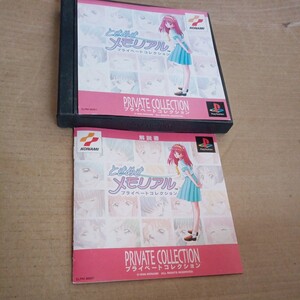 ときめき
メモリアル
プライベートコレクション
KONAMI
PRIVATE COLLECTION
プライベートコレクション
取扱説明書
KONAMI
ときめき
メモリアル
プライベートコレクション
PRIVATE COLLECTION
プライベートコレクション